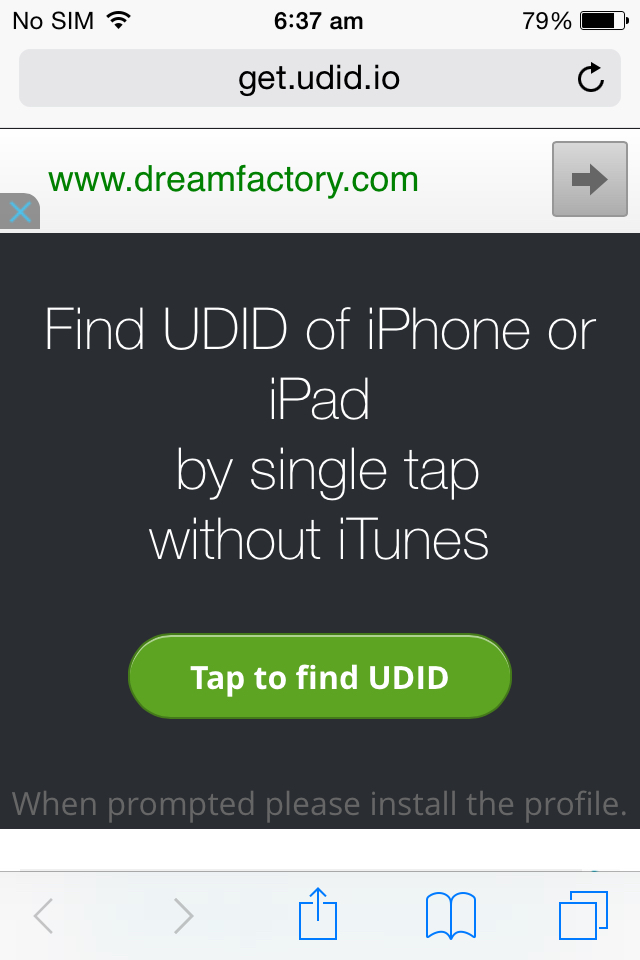 No SIM 6:37 am 79%
get.udid.io
www.dreamfactory.com
Find UDID of iPhone or
iPad
by single tap
without iTunes
Tap to find UDID
When prompted please install the profile.